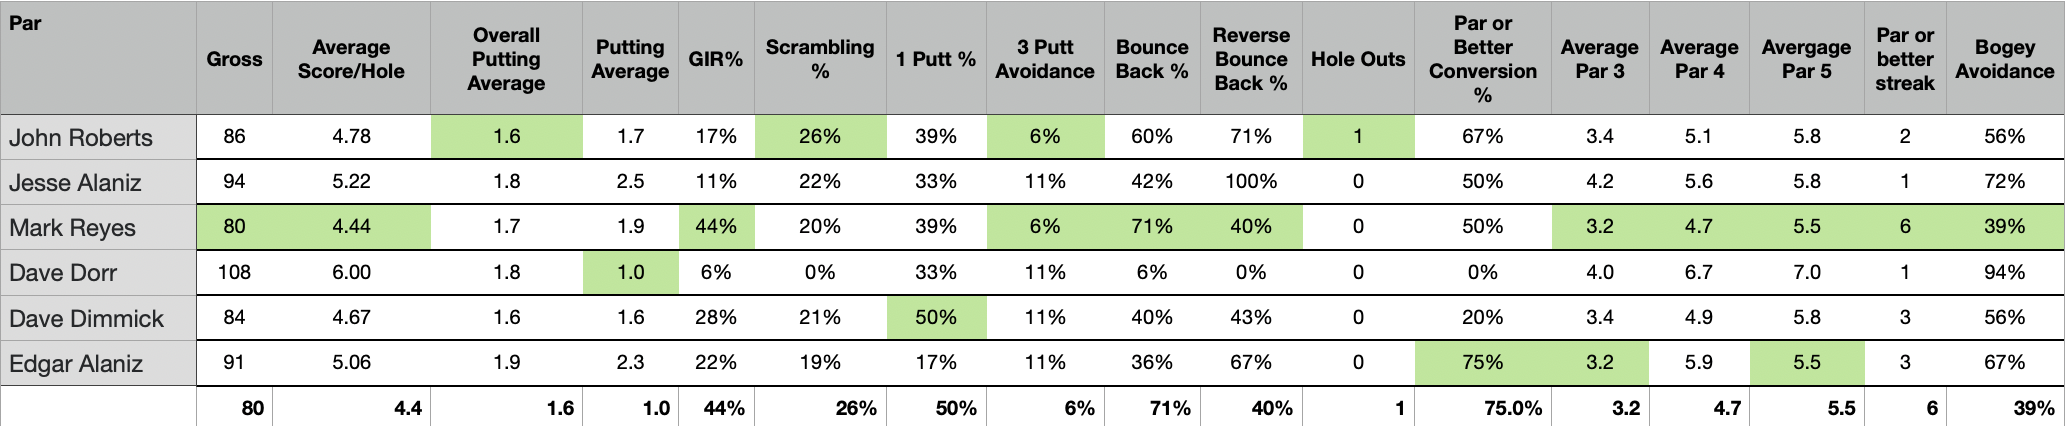 Par Gross Average Score/Hole Overall Putting Average Putting Average GIR% Scrambling % 1 Putt % 3 Putt Avoidance Bounce Back % Reverse Bounce Back % Hole Outs Par or Better Conversion % Average Par 3 Average Par 4 Avergage Par 5 Par or better streak Bogey Avoidance
John Roberts 86 4.78 1.6 1.7 17% 26% 39% 6% 60% 71% 1 67% 3.4 5.1 5.8 2 56%
Jesse Alaniz 94 5.22 1.8 2.5 11% 22% 33% 11% 42% 100% 0 50% 4.2 5.6 5.8 1 72%
Mark Reyes 80 4.44 1.7 1.9 44% 20% 39% 6% 71% 40% 0 50% 3.2 4.7 5.5 6 39%
Dave Dorr 108 6.00 1.8 1.0 6% 0% 33% 11% 6% 0% 0 0% 4.0 6.7 7.0 1 94%
Dave Dimmick 84 4.67 1.6 1.6 28% 21% 50% 11% 40% 43% 0 20% 3.4 4.9 5.8 3 56%
Edgar Alaniz 91 5.06 1.9 2.3 22% 19% 17% 11% 36% 67% 0 75% 3.2 5.9 5.5 3 67%
80 4.4 1.6 1.0 44% 26% 50% 6% 71% 40% 1 75.0% 3.2 4.7 5.5 6 39%